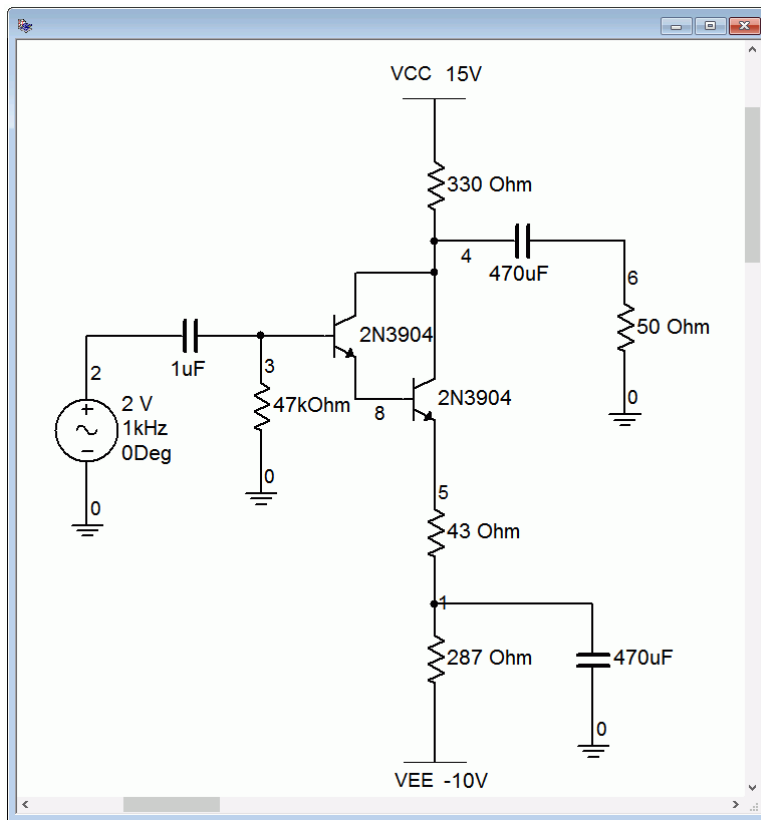 VCC 15V
330 Ohm
4
470uF
6
50 Ohm
0
2N3904
1uF
2
3
2 V
1kHz
0Deg
47kOhm
8
2N3904
0
0
5
43 Ohm
1
287 Ohm
470uF
0
VEE -10V